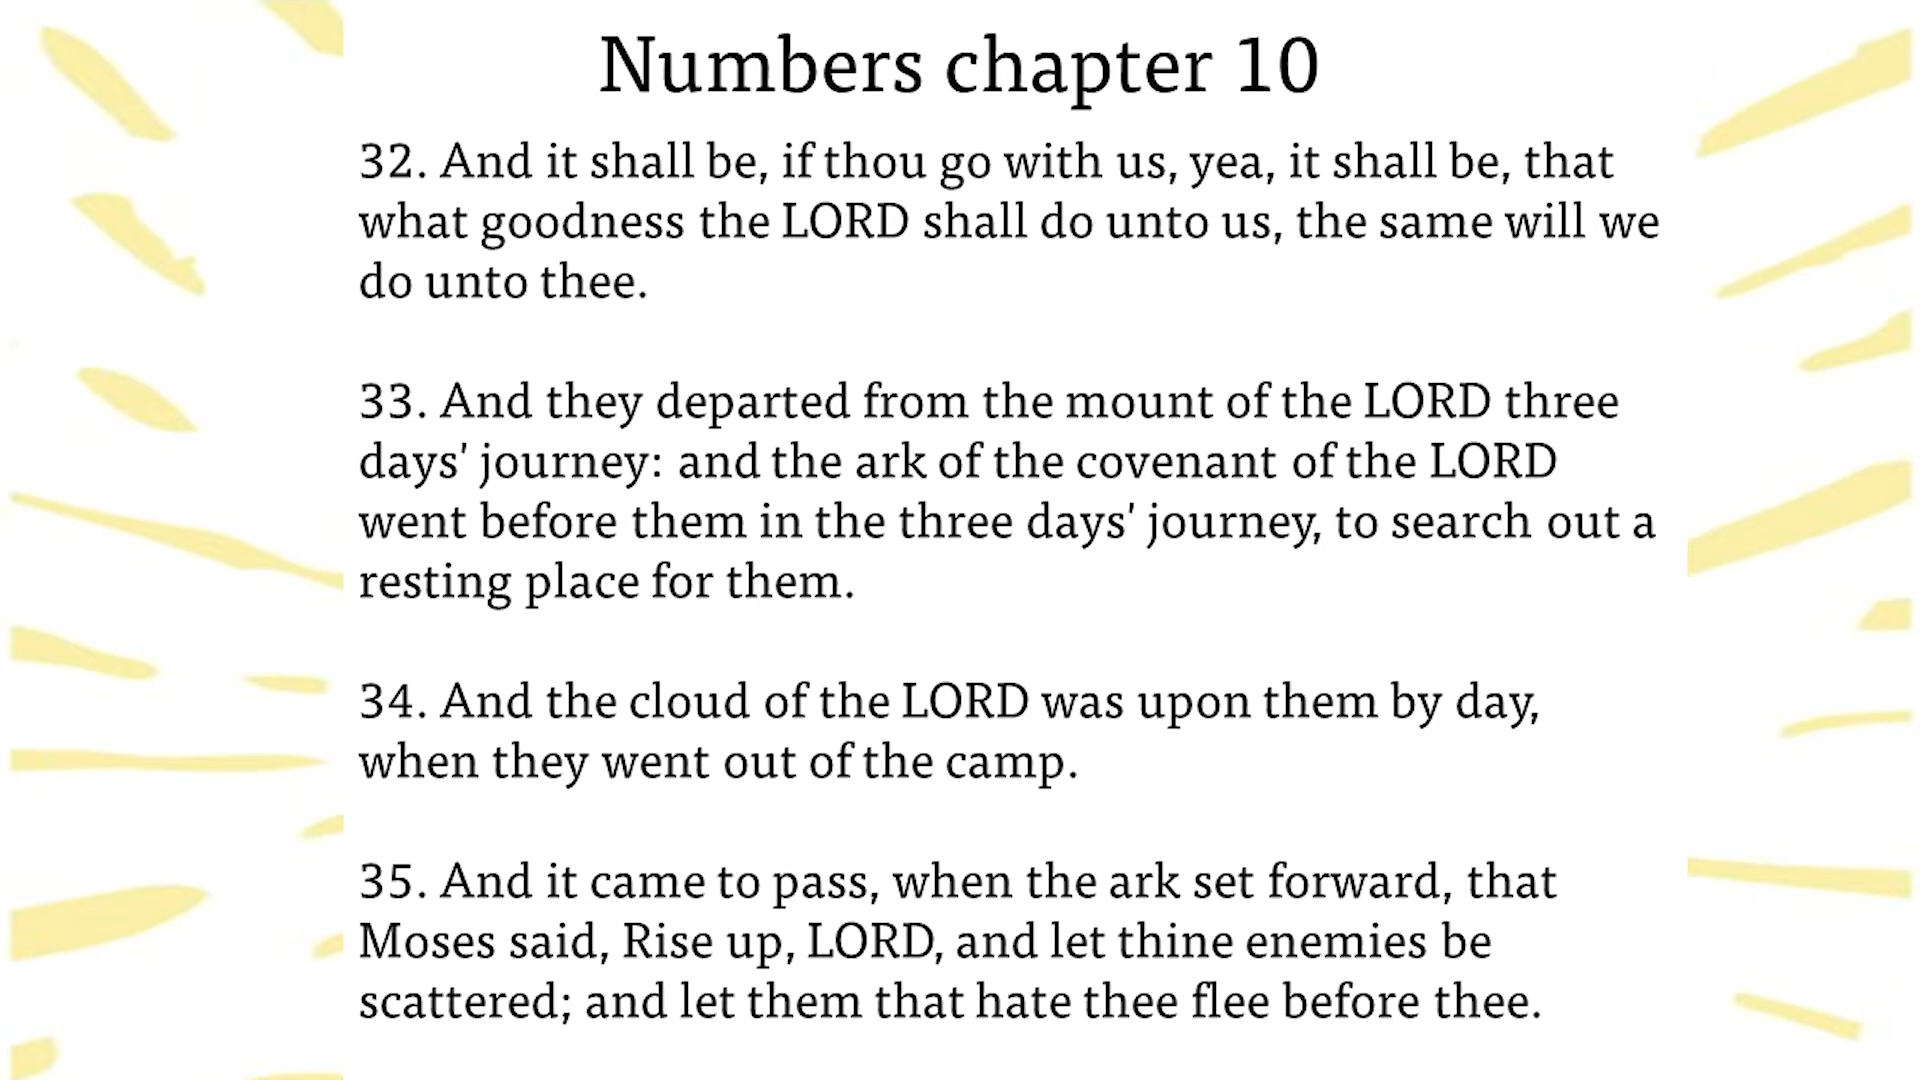 Numbers chapter 10
32. And it shall be, if thou go with us, yea, it shall be, that
what goodness the LORD shall do unto us, the same will we
do unto thee.
33. And they departed from the mount of the LORD three
days' journey: and the ark of the covenant of the LORD
went before them in the three days' journey, to search out a
resting place for them.
34. And the cloud of the LORD was upon them by day,
when they went out of the camp.
35. And it came to pass, when the ark set forward, that
Moses said, Rise up, LORD, and let thine enemies be
scattered; and let them that hate thee flee before thee.